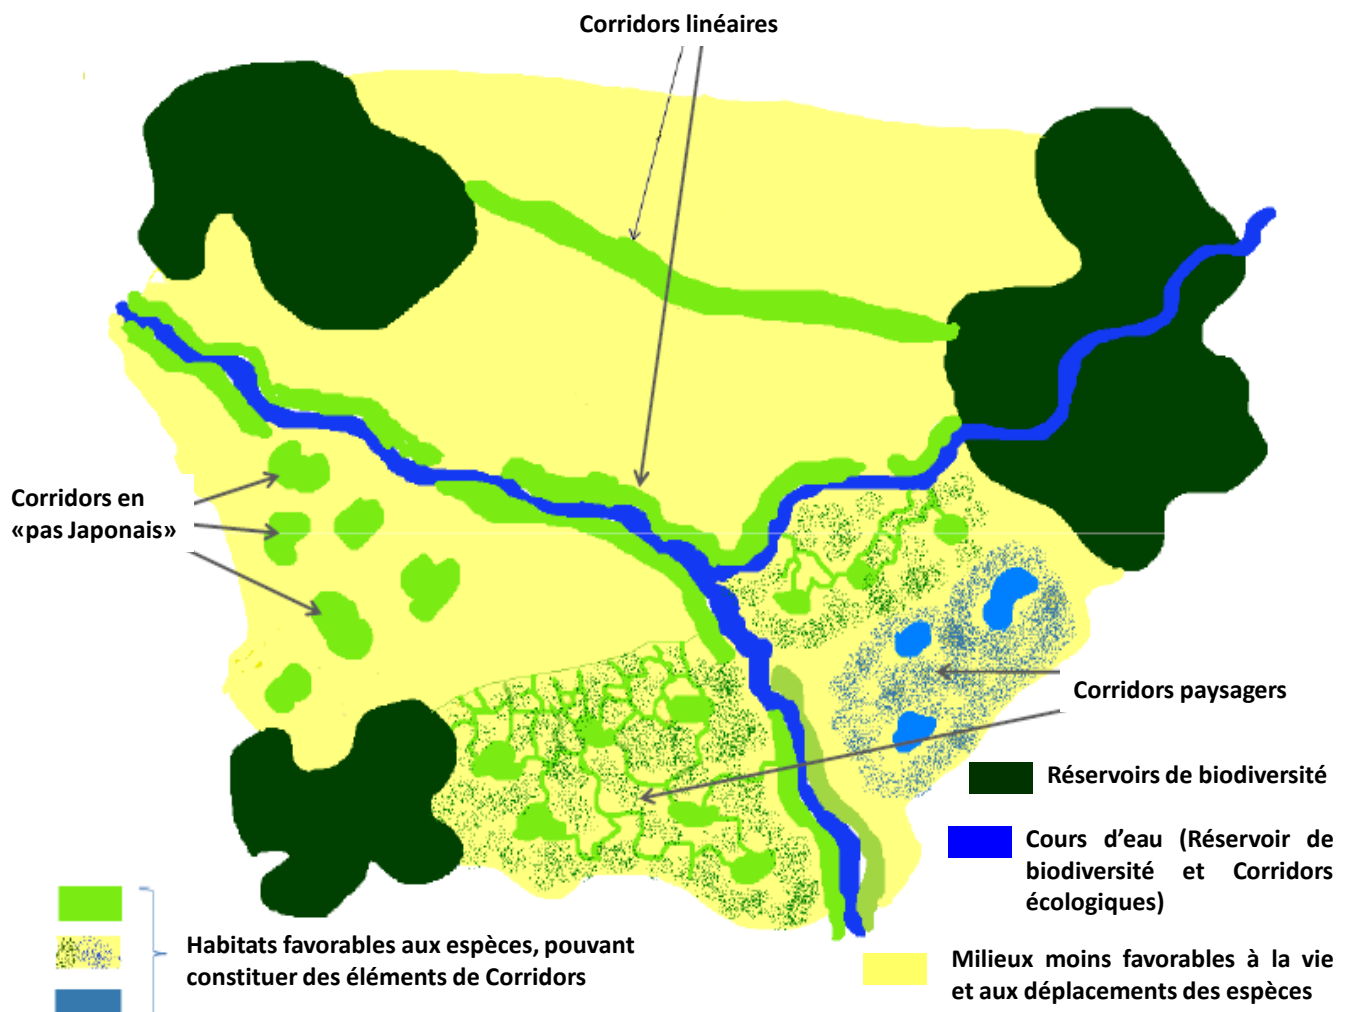 Corridors linéaires
Corridors en
«pas Japonais»
Corridors paysagers
Réservoirs de biodiversité
Cours d’eau (Réservoir de
biodiversité et Corridors
écologiques)
Habitats favorables aux espèces, pouvant
constituer des éléments de Corridors
Milieux moins favorables à la vie
et aux déplacements des espèces